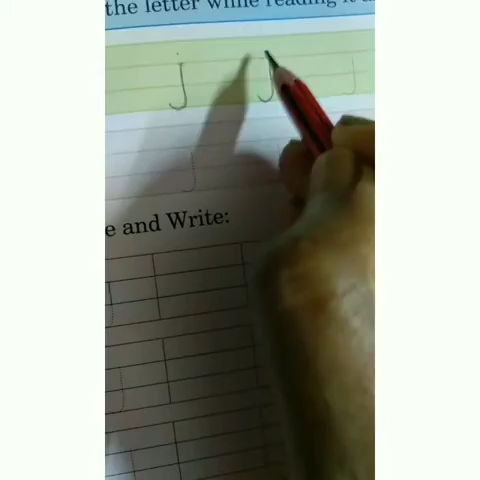 the letter while reading it
J J J
J
e and Write:
J
J